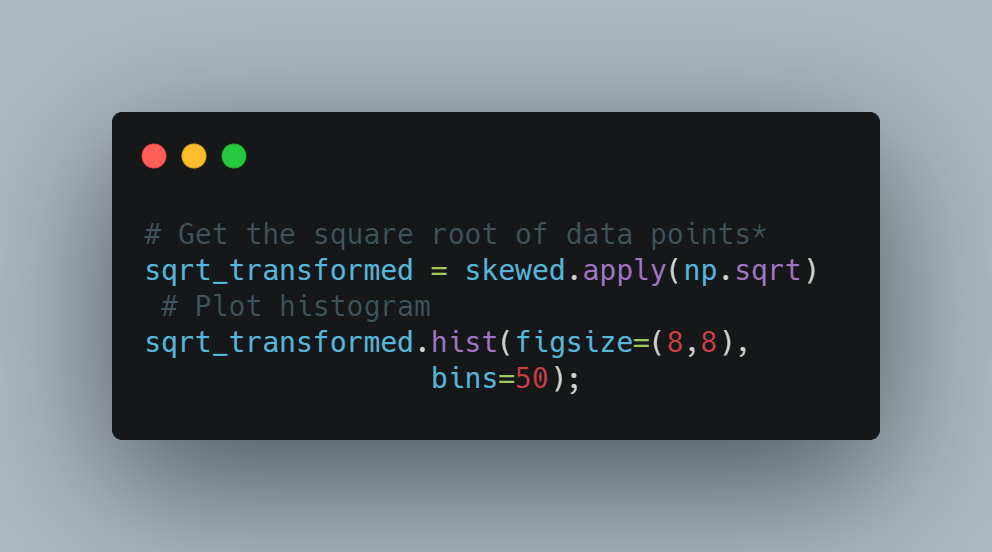 # Get the square root of data points*
sqrt_transformed = skewed.apply(np.sqrt)
# Plot histogram
sqrt_transformed.hist(figsize=(8,8),
bins=50);